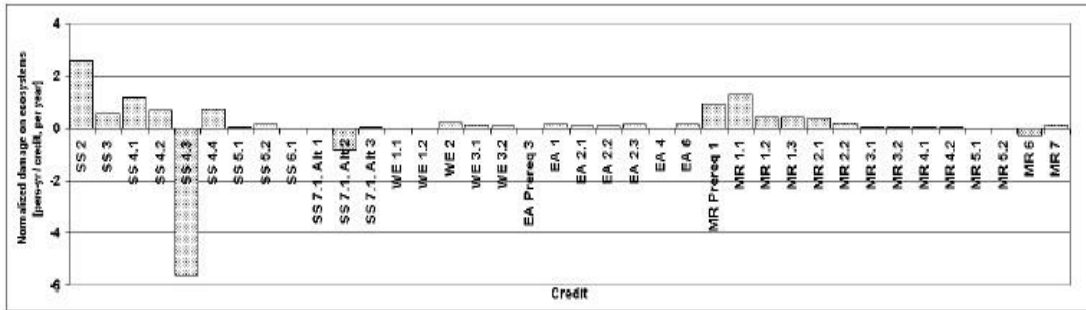 Normalized damage on ecosystems
[pers-yr / credit, per year]
4
2
0
-2
-4
-6
SS 2
SS 3
SS 4.1
SS 4.2
SS 4.3
SS 4.4
SS 5.1
SS 5.2
SS 6.1
SS 7.1. Alt 1
SS 7.1. Alt 2
SS 7.1. Alt 3
WE 1.1
WE 1.2
WE 2
WE 3.1
WE 3.2
EA Prereq 3
EA 1
EA 2.1
EA 2.2
EA 2.3
EA 4
EA 6
MR Prereq 1
MR 1.1
MR 1.2
MR 1.3
MR 2.1
MR 2.2
MR 3.1
MR 3.2
MR 4.1
MR 4.2
MR 5.1
MR 5.2
MR 6
MR 7
Credit